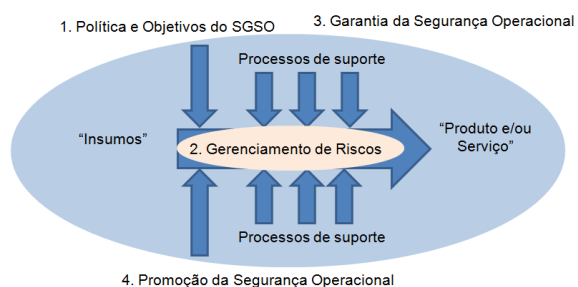 1. Política e Objetivos do SGSO
3. Garantia da Segurança Operacional
Processos de suporte
“Insumos”
2. Gerenciamento de Riscos
“Produto e/ou
Serviço”
Processos de suporte
4. Promoção da Segurança Operacional